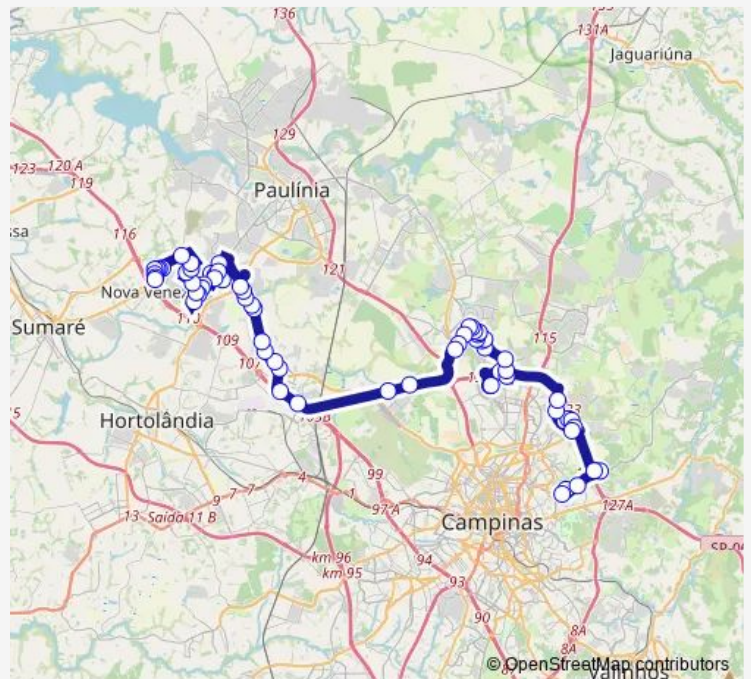 136
131A
Jaguariúna
129
123
120 A
119
Paulínia
116
121
Nova Vene
Sumaré
109
107
115
Hortolândia
99
4
1
9 7 7
97 A
13 Saída 11 B
127A
Campinas
km 96
km 95
94
93
90
8A
8A
Valinhos
© OpenStreetMap contributors